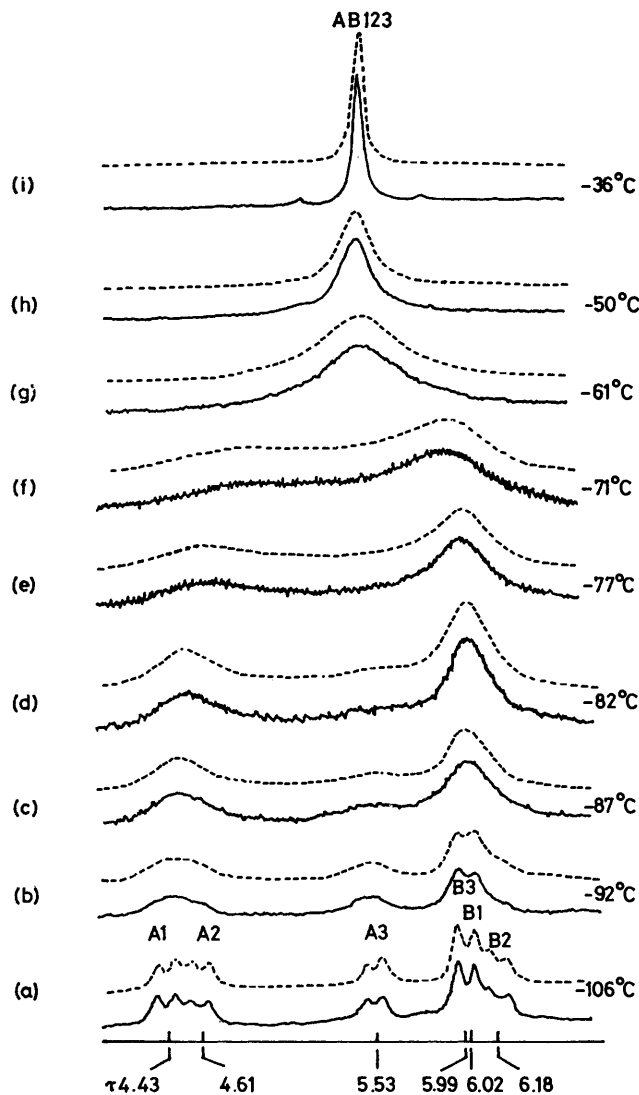 AB123
(i) -36°C
(h) -50°C
(g) -61°C
(f) -71°C
(e) -77°C
(d) -82°C
(c) -87°C
(b) -92°C
B3
A1 A2 A3 B1
B2
(a) -106°C
τ4.43 4.61 5.53 5.99 6.02 6.18